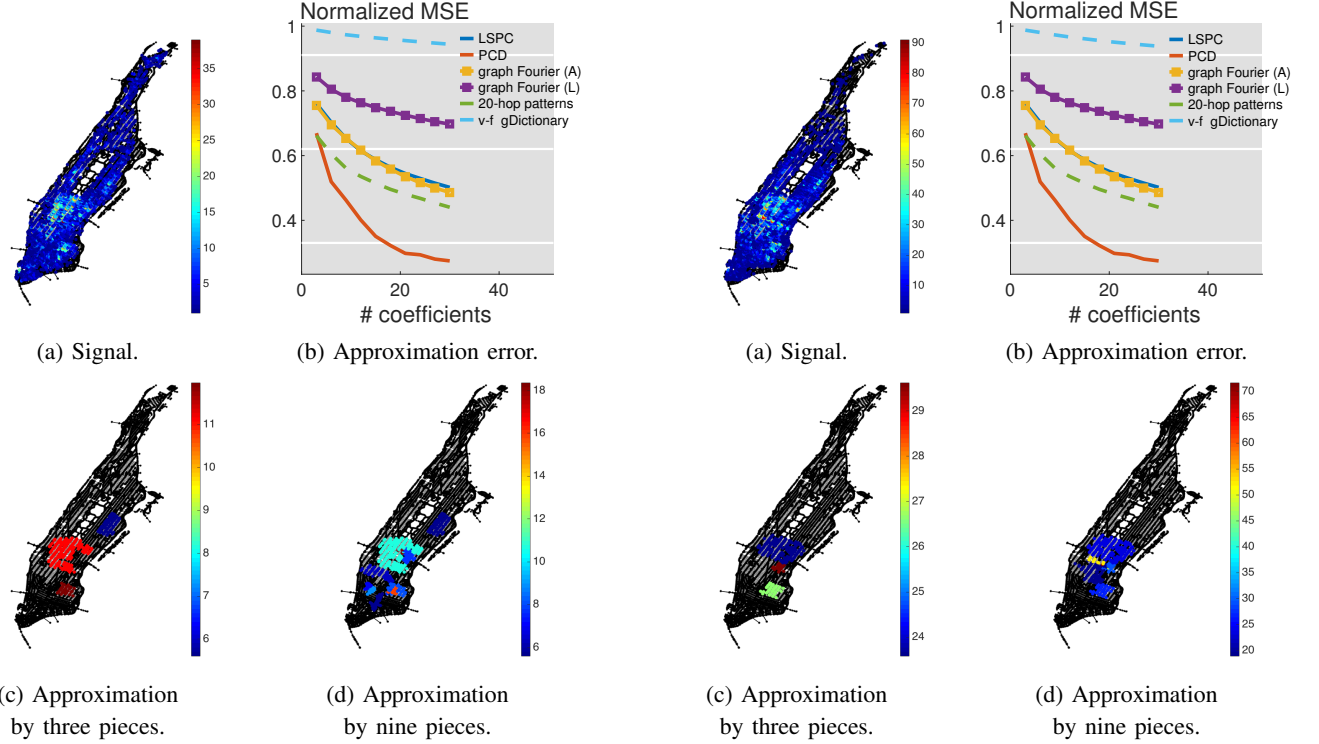 Normalized MSE
1
0.8
0.6
0.4
0
20
40
# coefficients
LSPC
PCD
graph Fourier (A)
graph Fourier (L)
20-hop patterns
v-f gDictionary
35
30
25
20
15
10
5
(a) Signal.
(b) Approximation error.
Normalized MSE
1
0.8
0.6
0.4
0
20
40
# coefficients
LSPC
PCD
graph Fourier (A)
graph Fourier (L)
20-hop patterns
v-f gDictionary
90
80
70
60
50
40
30
20
10
(a) Signal.
(b) Approximation error.
11
10
9
8
7
6
18
16
14
12
10
8
6
(c) Approximation
by three pieces.
(d) Approximation
by nine pieces.
29
28
27
26
25
24
70
65
60
55
50
45
40
35
30
25
20
(c) Approximation
by three pieces.
(d) Approximation
by nine pieces.